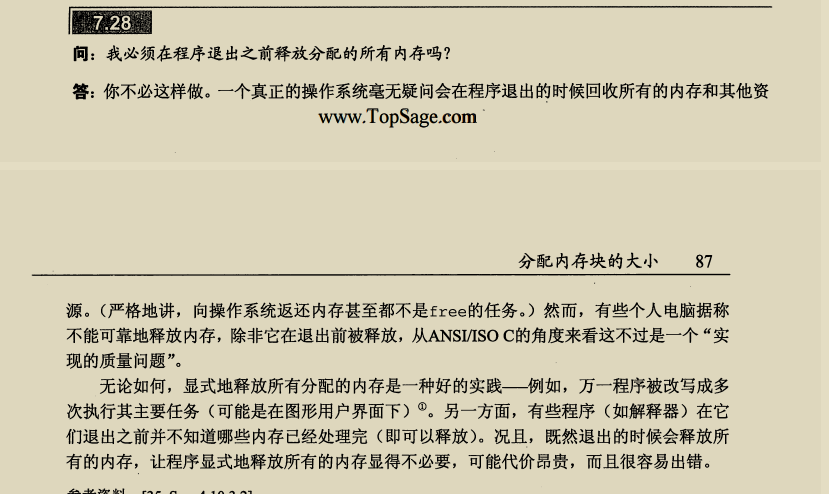 7.28
问：我必须在程序退出之前释放分配的所有内存吗？
答：你不必这样做。一个真正的操作系统毫无疑问会在程序退出的时候回收所有的内存和其他资
www.TopSage.com
分配内存块的大小 87
源。（严格地讲，向操作系统返还内存甚至都不是free的任务。）然而，有些个人电脑据称
不能可靠地释放内存，除非它在退出前被释放，从ANSI/ISO C的角度来看这不过是一个“实
现的质量问题”。
无论如何，显式地释放所有分配的内存是一种好的实践——例如，万一程序被改写成多
次执行其主要任务（可能是在图形用户界面下）①。另一方面，有些程序（如解释器）在它
们退出之前并不知道哪些内存已经处理完（即可以释放）。况且，既然退出的时候会释放所
有的内存，让程序显式地释放所有的内存显得不必要，可能代价昂贵，而且很容易出错。